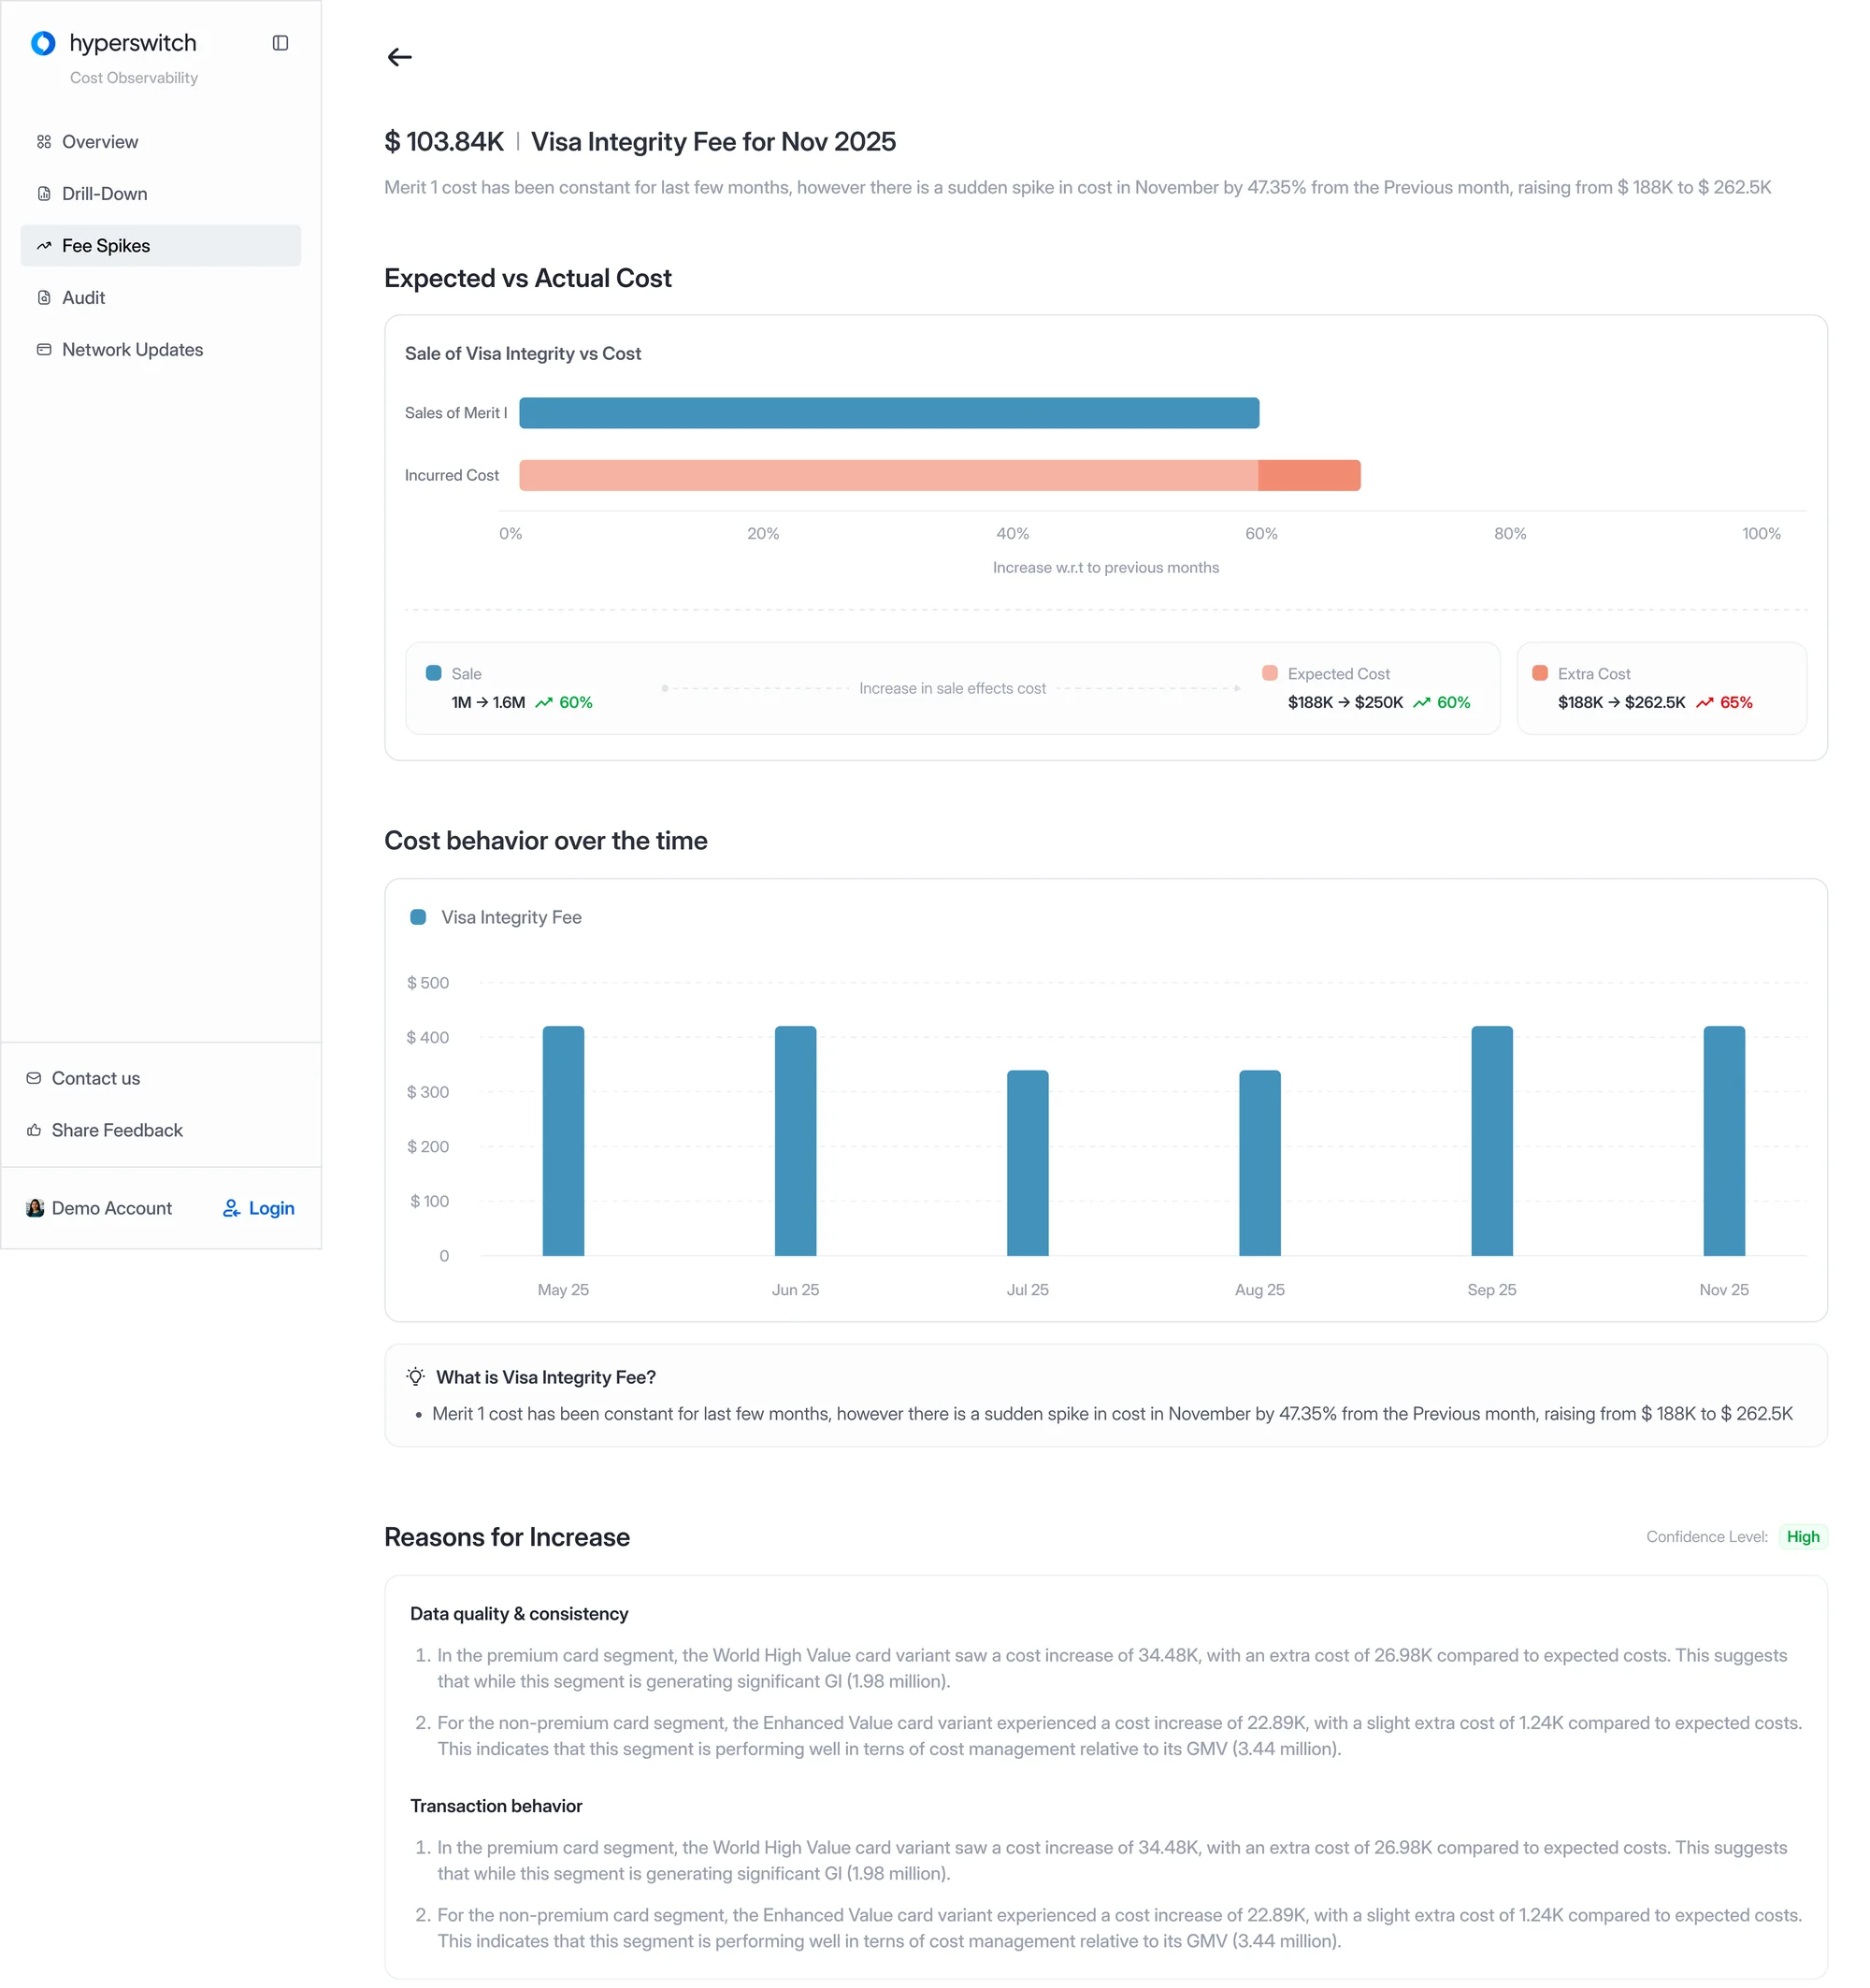 hyperswitch
Cost Observability
Overview
Drill-Down
Fee Spikes
Audit
Network Updates
Contact us
Share Feedback
Demo Account
Login
$ 103.84K | Visa Integrity Fee for Nov 2025
Merit 1 cost has been constant for last few months, however there is a sudden spike in cost in November by 47.35% from the Previous month, raising from $ 188K to $ 262.5K
Expected vs Actual Cost
Sale of Visa Integrity vs Cost
Sales of Merit I
Incurred Cost
0% 20% 40% 60% 80% 100%
Increase w.r.t to previous months
Sale
1M → 1.6M 60%
Increase in sale effects cost
Expected Cost
$188K → $250K 60%
Extra Cost
$188K → $262.5K 65%
Cost behavior over the time
Visa Integrity Fee
$ 500
$ 400
$ 300
$ 200
$ 100
0
May 25 Jun 25 Jul 25 Aug 25 Sep 25 Nov 25
What is Visa Integrity Fee?
• Merit 1 cost has been constant for last few months, however there is a sudden spike in cost in November by 47.35% from the Previous month, raising from $ 188K to $ 262.5K
Reasons for Increase
Confidence Level: High
Data quality & consistency
1. In the premium card segment, the World High Value card variant saw a cost increase of 34.48K, with an extra cost of 26.98K compared to expected costs. This suggests
that while this segment is generating significant GI (1.98 million).
2. For the non-premium card segment, the Enhanced Value card variant experienced a cost increase of 22.89K, with a slight extra cost of 1.24K compared to expected costs.
This indicates that this segment is performing well in terns of cost management relative to its GMV (3.44 million).
Transaction behavior
1. In the premium card segment, the World High Value card variant saw a cost increase of 34.48K, with an extra cost of 26.98K compared to expected costs. This suggests
that while this segment is generating significant GI (1.98 million).
2. For the non-premium card segment, the Enhanced Value card variant experienced a cost increase of 22.89K, with a slight extra cost of 1.24K compared to expected costs.
This indicates that this segment is performing well in terns of cost management relative to its GMV (3.44 million).